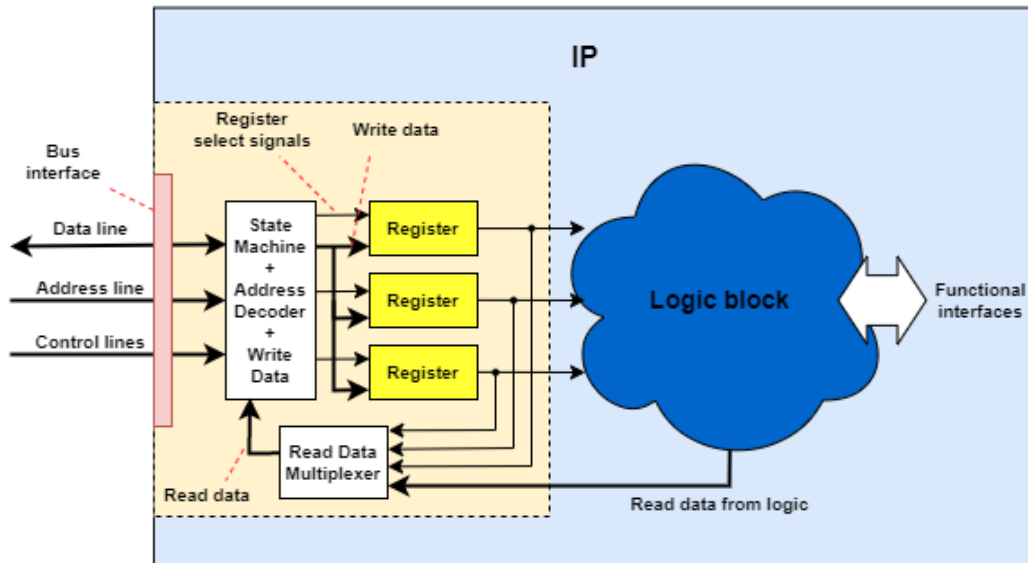 IP
Register
select signals
Write data
Bus
interface
Data line
Address line
Control lines
State
Machine
+
Address
Decoder
+
Write
Data
Register
Register
Register
Logic block
Functional
interfaces
Read Data
Multiplexer
Read data
Read data from logic